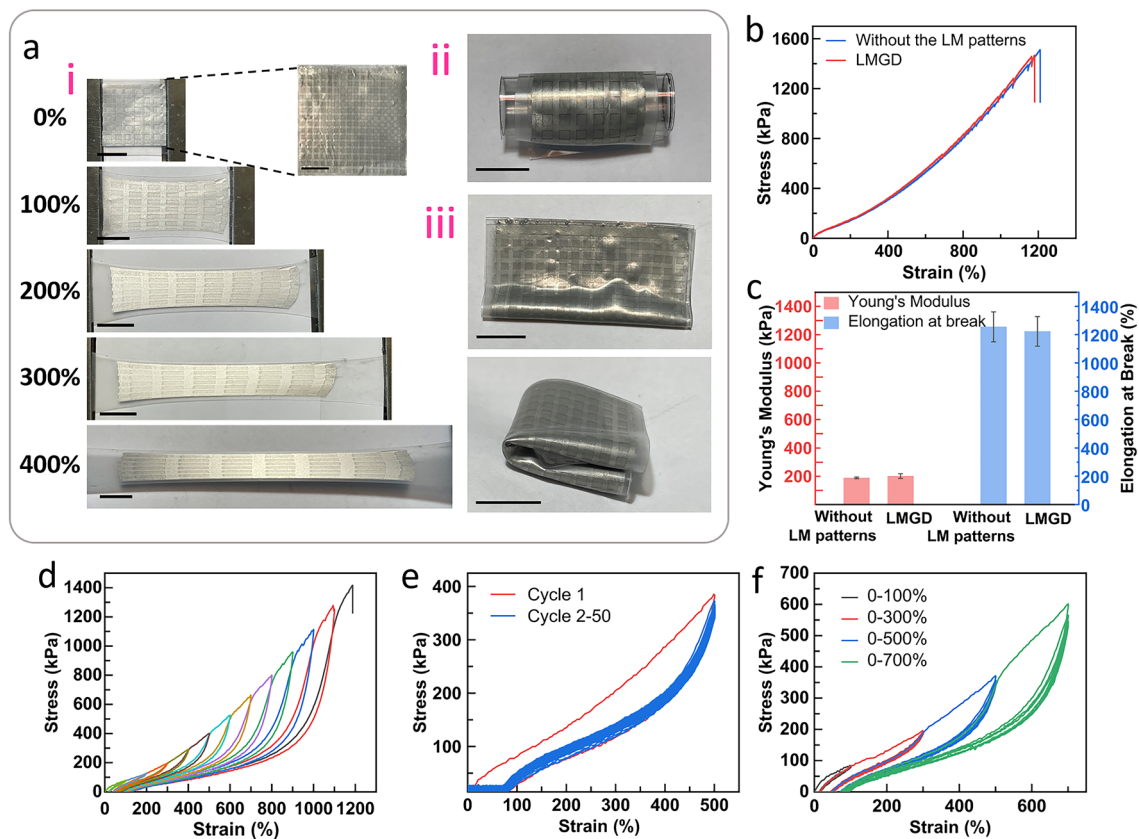 a
i
0%
100%
200%
300%
400%
ii
iii
b
Without the LM patterns
LMGD
Stress (kPa)
1600
1200
800
400
0
0 400 800 1200
Strain (%)
c
Young's Modulus
Elongation at break
Young's Modulus (kPa)
1400
1200
1000
800
600
400
200
Elongation at Break (%)
1400
1200
1000
800
600
400
200
0
Without
LM patterns
LMGD
Without
LM patterns
LMGD
d
Stress (kPa)
1400
1200
1000
800
600
400
200
0
0 200 400 600 800 1000 1200
Strain (%)
e
Cycle 1
Cycle 2-50
Stress (kPa)
400
300
200
100
0 100 200 300 400 500
Strain (%)
f
0-100%
0-300%
0-500%
0-700%
Stress (kPa)
700
600
500
400
300
200
100
0
0 200 400 600
Strain (%)